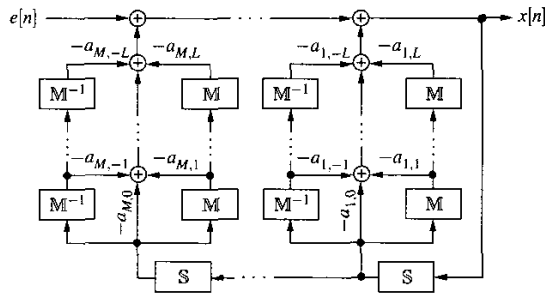 e[n] x[n]
−a_{M,−L} −a_{M,L} −a_{1,−L} −a_{1,L}
𝕄^{−1} 𝕄 𝕄^{−1} 𝕄
−a_{M,−1} −a_{M,1} −a_{1,−1} −a_{1,1}
𝕄^{−1} −a_{M,0} 𝕄 𝕄^{−1} −a_{1,0} 𝕄
𝕊 𝕊